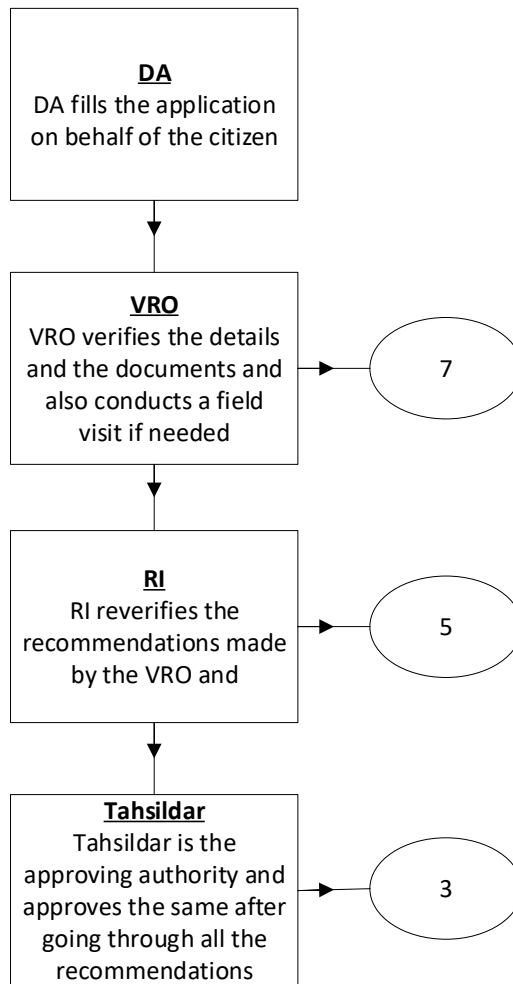 DA
DA fills the application
on behalf of the citizen
VRO
VRO verifies the details
and the documents and
also conducts a field
visit if needed
7
RI
RI reverifies the
recommendations made
by the VRO and
5
Tahsildar
Tahsildar is the
approving authority and
approves the same after
going through all the
recommendations
3